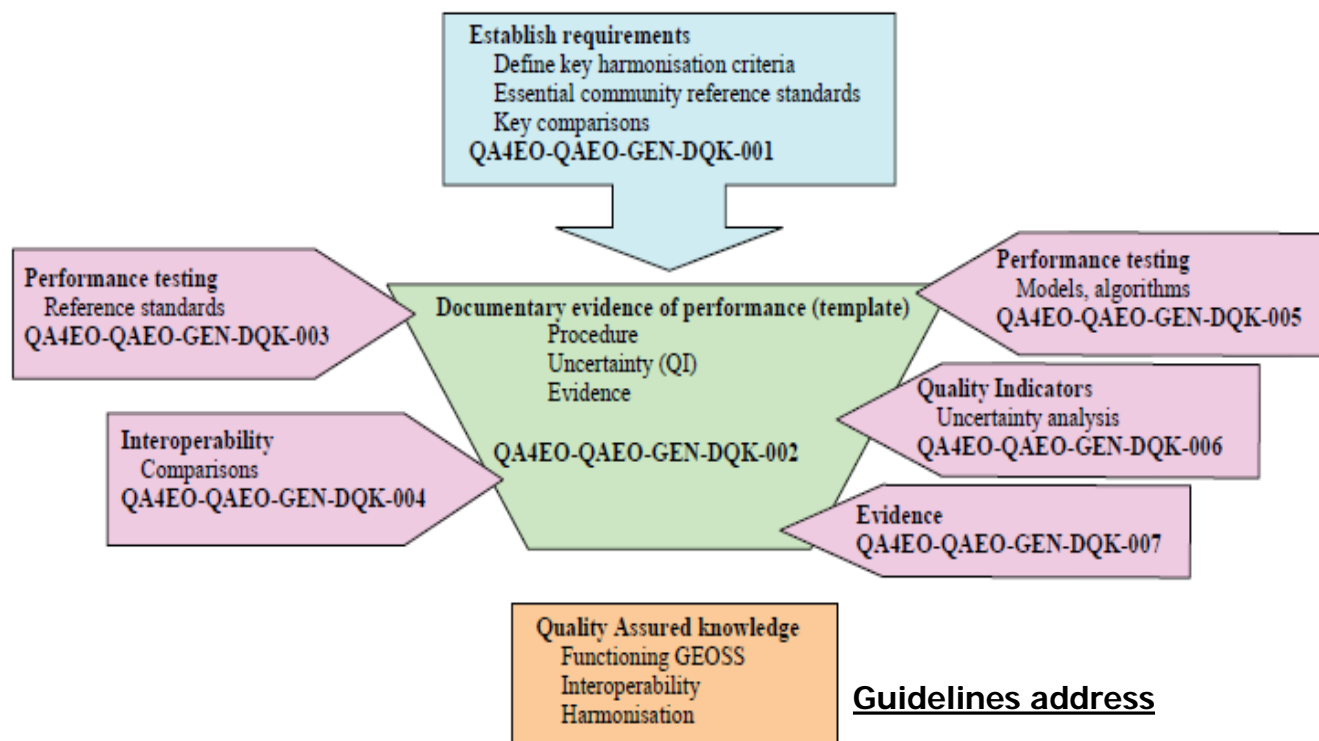 Establish requirements
Define key harmonisation criteria
Essential community reference standards
Key comparisons
QA4EO-QAEO-GEN-DQK-001
Performance testing
Reference standards
QA4EO-QAEO-GEN-DQK-003
Interoperability
Comparisons
QA4EO-QAEO-GEN-DQK-004
Documentary evidence of performance (template)
Procedure
Uncertainty (QI)
Evidence
QA4EO-QAEO-GEN-DQK-002
Performance testing
Models, algorithms
QA4EO-QAEO-GEN-DQK-005
Quality Indicators
Uncertainty analysis
QA4EO-QAEO-GEN-DQK-006
Evidence
QA4EO-QAEO-GEN-DQK-007
Quality Assured knowledge
Functioning GEOSS
Interoperability
Harmonisation
Guidelines address